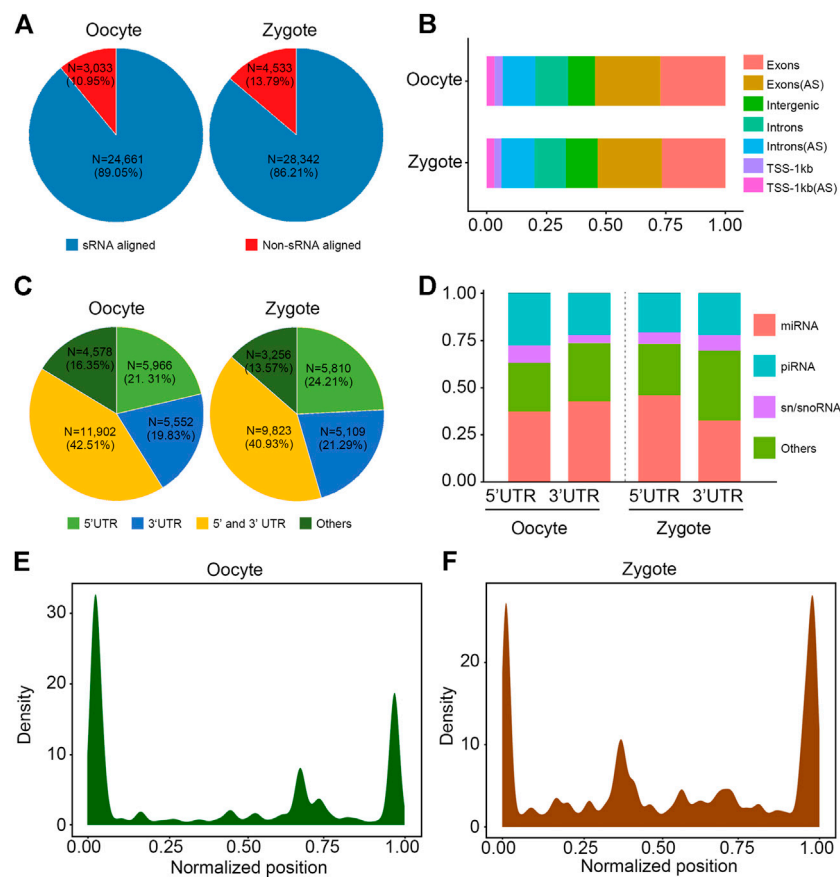 A
Oocyte
Zygote
N=3,033
(10.95%)
N=4,533
(13.79%)
N=24,661
(89.05%)
N=28,342
(86.21%)
sRNA aligned
Non-sRNA aligned
B
Oocyte
Zygote
0.00
0.25
0.50
0.75
1.00
Exons
Exons(AS)
Intergenic
Introns
Introns(AS)
TSS-1kb
TSS-1kb(AS)
C
Oocyte
Zygote
N=4,578
(16.35%)
N=5,966
(21. 31%)
N=11,902
(42.51%)
N=5,552
(19.83%)
N=3,256
(13.57%)
N=5,810
(24.21%)
N=9,823
(40.93%)
N=5,109
(21.29%)
5'UTR
3'UTR
5' and 3' UTR
Others
D
1.00
0.75
0.50
0.25
0.00
5'UTR
3'UTR
5'UTR
3'UTR
Oocyte
Zygote
miRNA
piRNA
sn/snoRNA
Others
E
Oocyte
Density
30
20
10
0
0.00
0.25
0.50
0.75
1.00
Normalized position
F
Zygote
Density
20
10
0
0.00
0.25
0.50
0.75
1.00
Normalized position